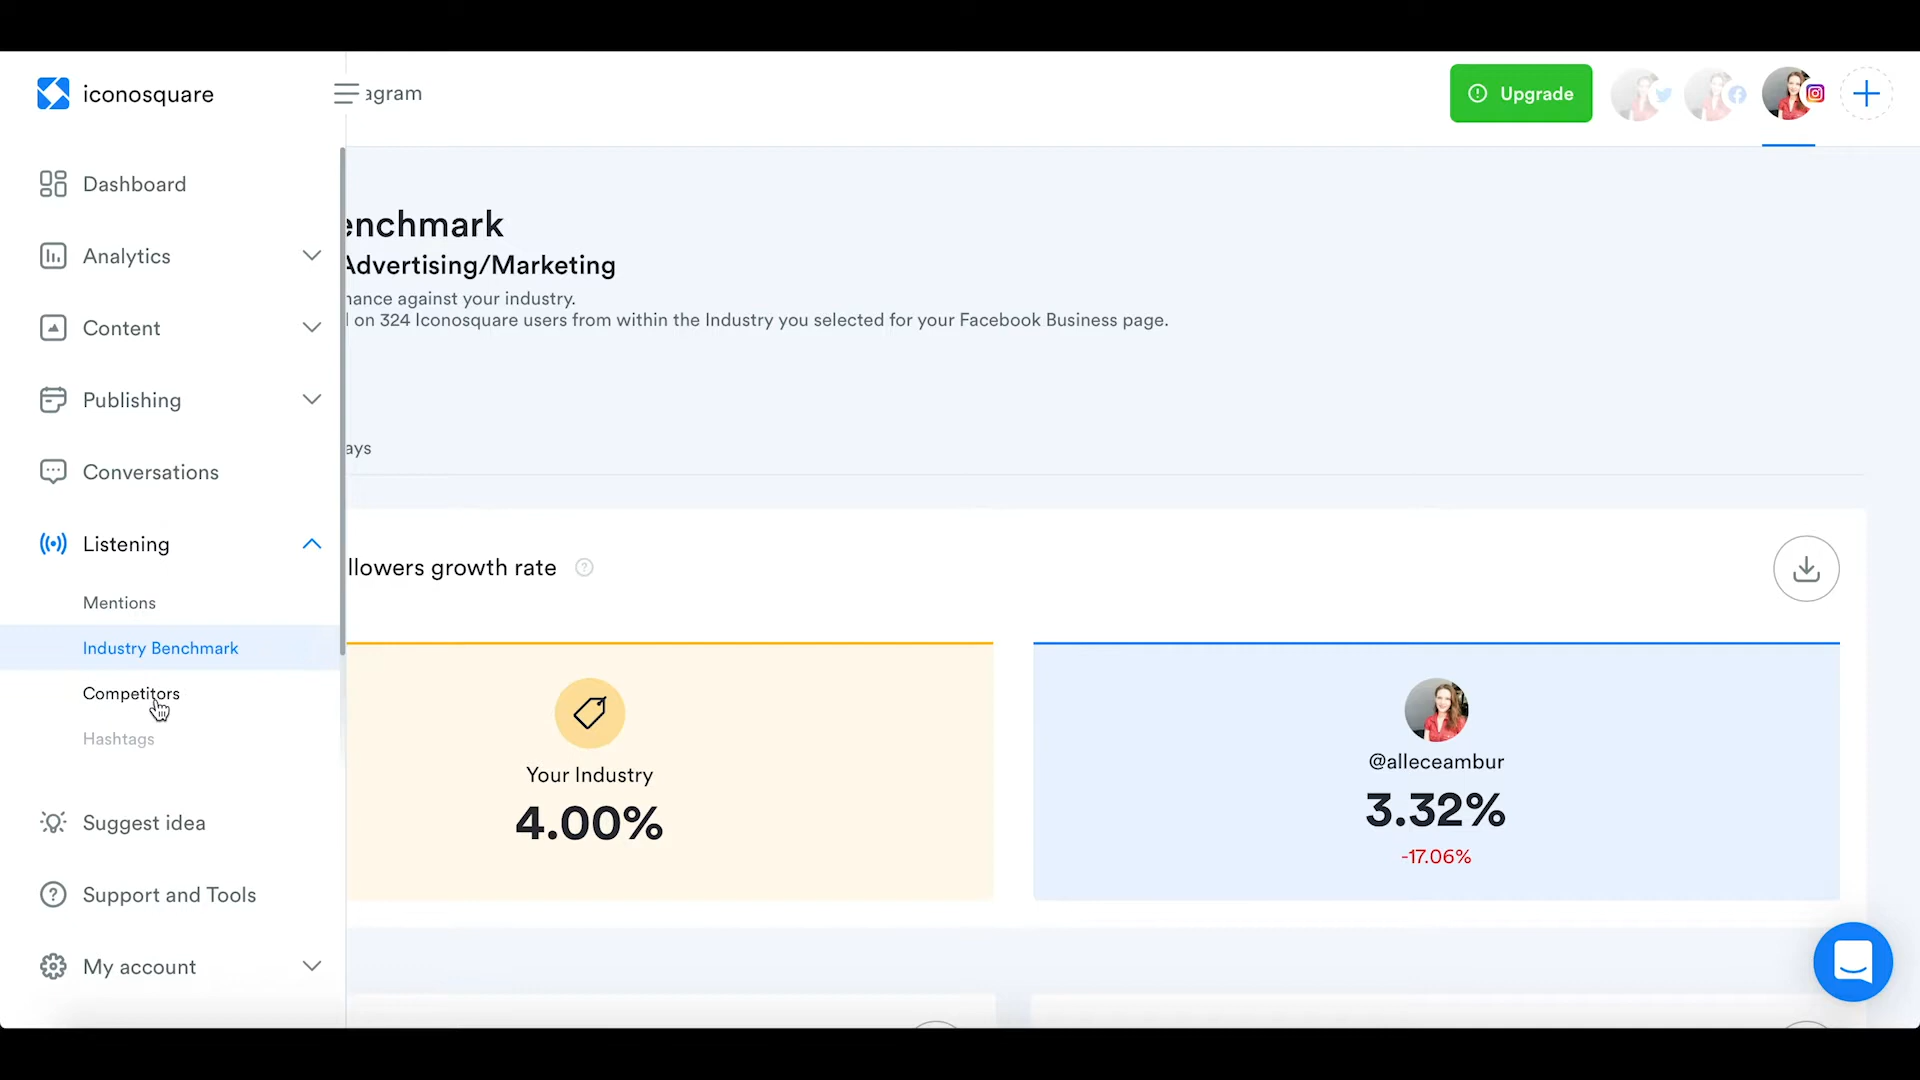 iconosquare
agram
Upgrade
Dashboard
Analytics
Content
Publishing
Conversations
Listening
Mentions
Industry Benchmark
Competitors
Hashtags
Suggest idea
Support and Tools
My account
enchmark
Advertising/Marketing
nance against your industry.
on 324 Iconosquare users from within the Industry you selected for your Facebook Business page.
ays
llowers growth rate
Your Industry
4.00%
@alleceambur
3.32%
-17.06%